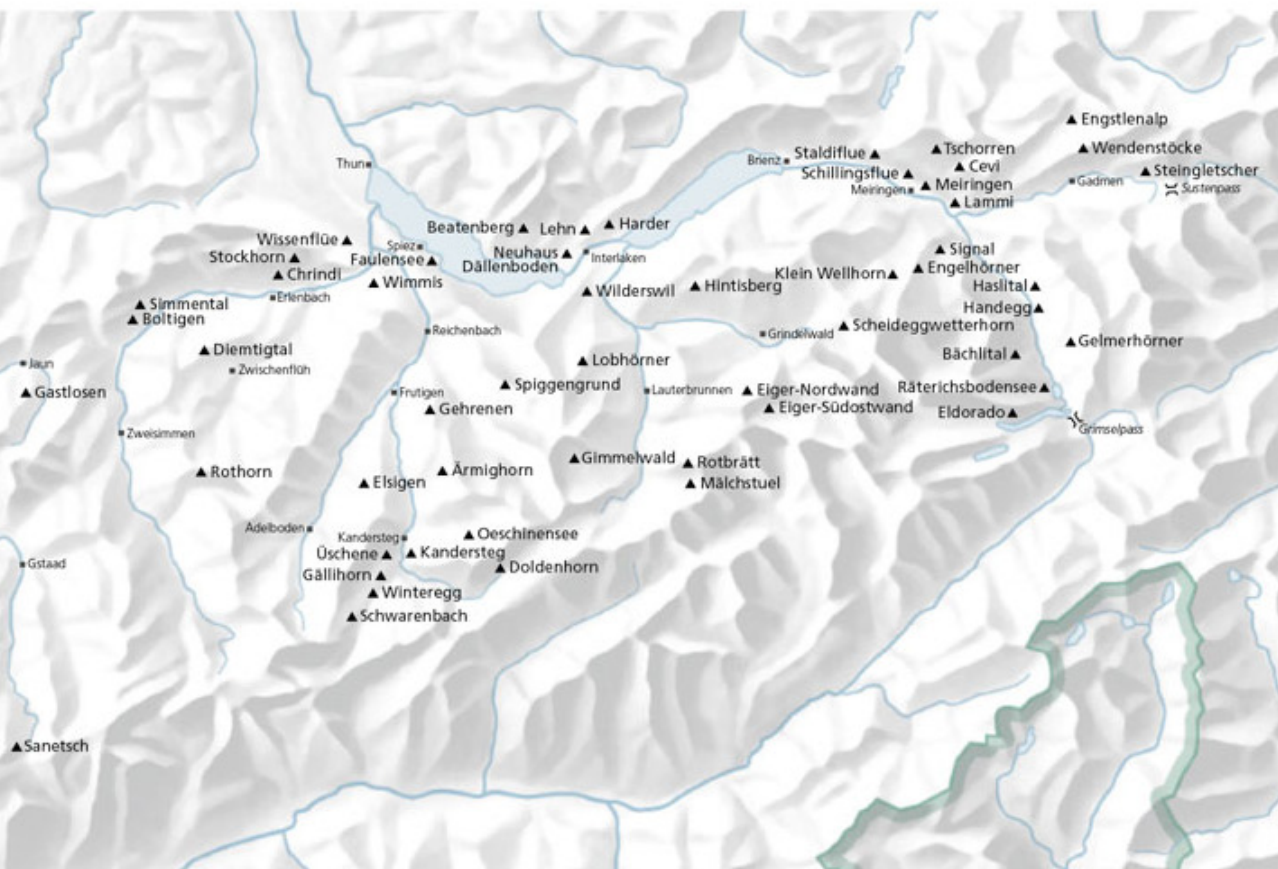 Engstlenalp
Tschorren
Wendenstöcke
Staldiflue
Brienz
Thun
Cevi
Steingletscher
Schillingsflue
Meiringen
Gadmen
Sustenpass
Meiringen
Lammi
Harder
Beatenberg
Lehn
Wissenflüe
Spiez
Signal
Neuhaus
Interlaken
Stockhorn
Faulensee
Dällenboden
Engelhörner
Chrindi
Klein Wellhorn
Wimmis
Hintisberg
Haslital
Wilderswil
Erlenbach
Simmental
Handegg
Boltigen
Scheideggwetterhorn
Reichenbach
Grindelwald
Gelmerhörner
Diemtigtal
Bächlital
Lobhörner
Jaun
Zwischenflüh
Spiggengrund
Räterichsbodensee
Gastlosen
Frutigen
Lauterbrunnen
Eiger-Nordwand
Gehrenen
Eiger-Südostwand
Eldorado
Grimselpass
Zweisimmen
Gimmelwald
Rotbrätt
Rothorn
Ärmighorn
Elsigen
Mälchstuel
Adelboden
Oeschinensee
Kandersteg
Üschene
Kandersteg
Gstaad
Doldenhorn
Gällihorn
Winteregg
Schwarenbach
Sanetsch